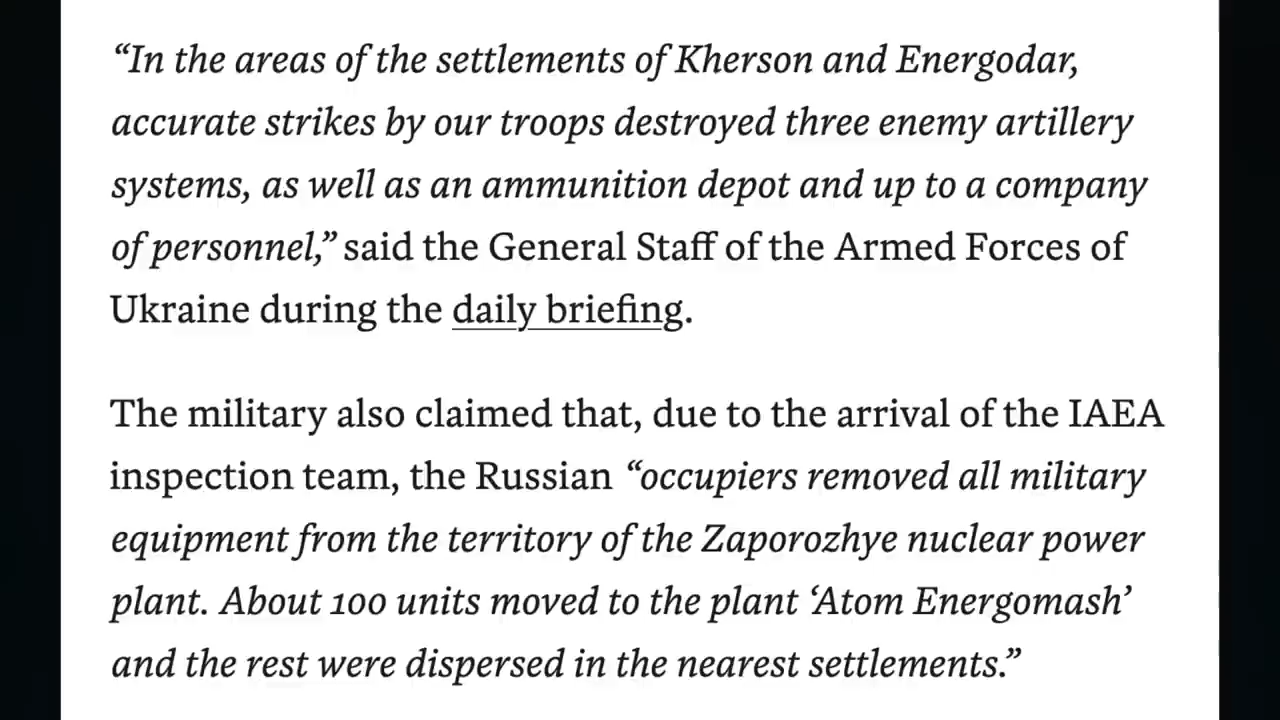 “In the areas of the settlements of Kherson and Energodar,
accurate strikes by our troops destroyed three enemy artillery
systems, as well as an ammunition depot and up to a company
of personnel,” said the General Staff of the Armed Forces of
Ukraine during the daily briefing.
The military also claimed that, due to the arrival of the IAEA
inspection team, the Russian “occupiers removed all military
equipment from the territory of the Zaporozhye nuclear power
plant. About 100 units moved to the plant ‘Atom Energomash’
and the rest were dispersed in the nearest settlements.”